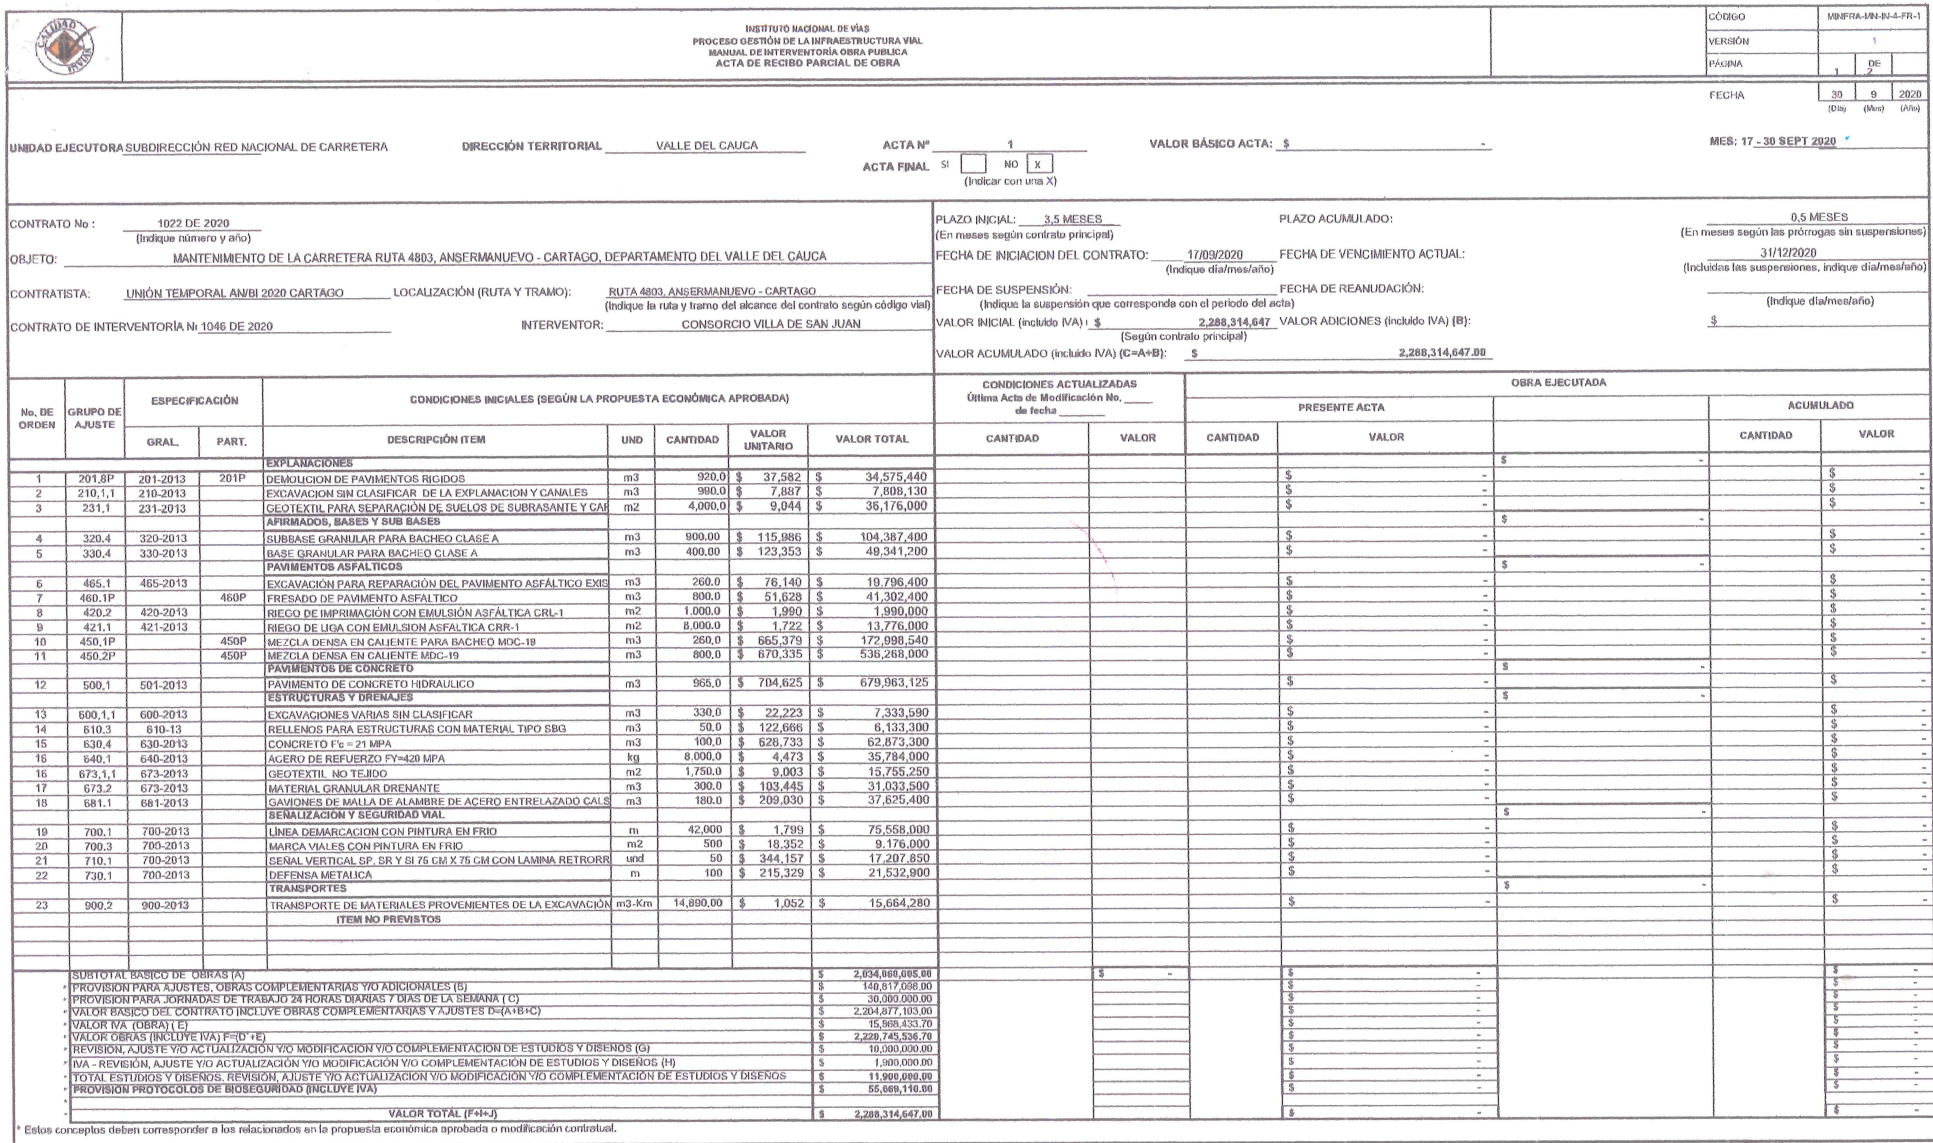 CALIDAD
INVIAS
INSTITUTO NACIONAL DE VÍAS
PROCESO GESTIÓN DE LA INFRAESTRUCTURA VIAL
MANUAL DE INTERVENTORÍA OBRA PUBLICA
ACTA DE RECIBO PARCIAL DE OBRA
CÓDIGO MINFRA-MN-IN-4-FR-1
VERSIÓN 1
PÁGINA 1 DE 2
FECHA 30 9 2020
(Día) (Mes) (Año)
UNIDAD EJECUTORA SUBDIRECCIÓN RED NACIONAL DE CARRETERA DIRECCIÓN TERRITORIAL VALLE DEL CAUCA ACTA Nº 1 VALOR BÁSICO ACTA: $ - MES: 17 - 30 SEPT 2020
ACTA FINAL SI NO X
(Indicar con una X)
CONTRATO No : 1022 DE 2020
(Indique número y año)
OBJETO: MANTENIMIENTO DE LA CARRETERA RUTA 4803, ANSERMANUEVO - CARTAGO, DEPARTAMENTO DEL VALLE DEL CAUCA
CONTRATISTA: UNIÓN TEMPORAL AN/BI 2020 CARTAGO LOCALIZACIÓN (RUTA Y TRAMO): RUTA 4803, ANSERMANUEVO - CARTAGO
(Indique la ruta y tramo del alcance del contrato según código vial)
CONTRATO DE INTERVENTORÍA Nº 1046 DE 2020 INTERVENTOR: CONSORCIO VILLA DE SAN JUAN
PLAZO INICIAL: 3,5 MESES PLAZO ACUMULADO: 0,5 MESES
(En meses según contrato principal) (En meses según las prórrogas sin suspensiones)
FECHA DE INICIACION DEL CONTRATO: 17/09/2020 FECHA DE VENCIMIENTO ACTUAL: 31/12/2020
(Indique día/mes/año) (Incluidas las suspensiones, indique día/mes/año)
FECHA DE SUSPENSIÓN: FECHA DE REANUDACIÓN:
(Indique la suspensión que corresponda con el periodo del acta) (Indique día/mes/año)
VALOR INICIAL (incluido IVA) $ 2,288,314,647 VALOR ADICIONES (incluido IVA) (B): $
(Según contrato principal)
VALOR ACUMULADO (incluido IVA) (C=A+B): $ 2,288,314,647.00
No. DE ORDEN GRUPO DE AJUSTE ESPECIFICACIÓN CONDICIONES INICIALES (SEGÚN LA PROPUESTA ECONÓMICA APROBADA) CONDICIONES ACTUALIZADAS OBRA EJECUTADA
Última Acta de Modificación No. ____
de fecha ____
PRESENTE ACTA ACUMULADO
GRAL. PART. DESCRIPCIÓN ITEM UND CANTIDAD VALOR UNITARIO VALOR TOTAL CANTIDAD VALOR CANTIDAD VALOR CANTIDAD VALOR
EXPLANACIONES $ -
1 201,8P 201-2013 201P DEMOLICION DE PAVIMENTOS RIGIDOS m3 920.0 $ 37,582 $ 34,575,440 $ - $ -
2 210,1,1 210-2013 EXCAVACION SIN CLASIFICAR DE LA EXPLANACION Y CANALES m3 990.0 $ 7,887 $ 7,808,130 $ - $ -
3 231.1 231-2013 GEOTEXTIL PARA SEPARACIÓN DE SUELOS DE SUBRASANTE Y CAP m2 4,000.0 $ 9,044 $ 36,176,000 $ - $ -
AFIRMADOS, BASES Y SUB BASES $ -
4 320.4 320-2013 SUBBASE GRANULAR PARA BACHEO CLASE A m3 900.00 $ 115,986 $ 104,387,400 $ - $ -
5 330.4 330-2013 BASE GRANULAR PARA BACHEO CLASE A m3 400.00 $ 123,353 $ 49,341,200 $ - $ -
PAVIMENTOS ASFALTICOS $ -
6 465.1 465-2013 EXCAVACIÓN PARA REPARACIÓN DEL PAVIMENTO ASFÁLTICO EXIS m3 260.0 $ 76,140 $ 19,796,400 $ - $ -
7 460.1P 460P FRESADO DE PAVIMENTO ASFALTICO m3 800.0 $ 51,628 $ 41,302,400 $ - $ -
8 420.2 420-2013 RIEGO DE IMPRIMACIÓN CON EMULSIÓN ASFÁLTICA CRL-1 m2 1,000.0 $ 1,990 $ 1,990,000 $ - $ -
9 421.1 421-2013 RIEGO DE LIGA CON EMULSION ASFALTICA CRR-1 m2 8,000.0 $ 1,722 $ 13,776,000 $ - $ -
10 450,1P 450P MEZCLA DENSA EN CALIENTE PARA BACHEO MDC-19 m3 260,0 $ 665,379 $ 172,998,540 $ - $ -
11 450,2P 450P MEZCLA DENSA EN CALIENTE MDC-19 m3 800,0 $ 670,335 $ 536,268,000 $ - $ -
PAVIMENTOS DE CONCRETO $ -
12 500,1 501-2013 PAVIMENTO DE CONCRETO HIDRAULICO m3 965,0 $ 704,625 $ 679,963,125 $ - $ -
ESTRUCTURAS Y DRENAJES $ -
13 600,1,1 600-2013 EXCAVACIONES VARIAS SIN CLASIFICAR m3 330,0 $ 22,223 $ 7,333,590 $ - $ -
14 610.3 610-13 RELLENOS PARA ESTRUCTURAS CON MATERIAL TIPO SBG m3 50.0 $ 122,666 $ 6,133,300 $ - $ -
15 630,4 630-2013 CONCRETO F'c = 21 MPA m3 100,0 $ 628,733 $ 62,873,300 $ - $ -
16 640.1 640-2013 ACERO DE REFUERZO FY=420 MPA kg 8,000,0 $ 4,473 $ 35,784,000 $ - $ -
16 673,1,1 673-2013 GEOTEXTIL NO TEJIDO m2 1,750.0 $ 9,003 $ 15,755,250 $ - $ -
17 673.2 673-2013 MATERIAL GRANULAR DRENANTE m3 300.0 $ 103,445 $ 31,033,500 $ - $ -
18 681.1 681-2013 GAVIONES DE MALLA DE ALAMBRE DE ACERO ENTRELAZADO CALS m3 180.0 $ 209,030 $ 37,625,400 $ - $ -
SEÑALIZACIÓN Y SEGURIDAD VIAL $ -
19 700.1 700-2013 LÍNEA DEMARCACION CON PINTURA EN FRIO m 42,000 $ 1,799 $ 75,558,000 $ - $ -
20 700.3 700-2013 MARCA VIALES CON PINTURA EN FRIO m2 500 $ 18,352 $ 9,176,000 $ - $ -
21 710.1 700-2013 SEÑAL VERTICAL SP, SR Y SI 75 CM X 75 CM CON LAMINA RETRORR und 50 $ 344,157 $ 17,207,850 $ - $ -
22 730.1 700-2013 DEFENSA METALICA m 100 $ 215,329 $ 21,532,900 $ - $ -
TRANSPORTES $ -
23 900,2 900-2013 TRANSPORTE DE MATERIALES PROVENIENTES DE LA EXCAVACIÓN m3-Km 14,890,00 $ 1,052 $ 15,664,280 $ - $ -
ITEM NO PREVISTOS
SUBTOTAL BASICO DE OBRAS (A) $ 2,034,060,005.00 $ - $ - $ -
* PROVISION PARA AJUSTES, OBRAS COMPLEMENTARIAS Y/O ADICIONALES (B) $ 140,817,098.00 $ - $ -
* PROVISION PARA JORNADAS DE TRABAJO 24 HORAS DIARIAS 7 DIAS DE LA SEMANA ( C) $ 30,000,000.00 $ - $ -
* VALOR BASICO DEL CONTRATO INCLUYE OBRAS COMPLEMENTARIAS Y AJUSTES D=(A+B+C) $ 2,204,877,103,00 $ - $ -
* VALOR IVA (OBRA) ( E) $ 15,868,433.70 $ - $ -
* VALOR OBRAS (INCLUYE IVA) F=(D'+E) $ 2,220,745,536.70 $ - $ -
* REVISIÓN, AJUSTE Y/O ACTUALIZACIÓN Y/O MODIFICACIÓN Y/O COMPLEMENTACIÓN DE ESTUDIOS Y DISEÑOS (G) $ 10,000,000.00 $ - $ -
* IVA - REVISIÓN, AJUSTE Y/O ACTUALIZACIÓN Y/O MODIFICACIÓN Y/O COMPLEMENTACIÓN DE ESTUDIOS Y DISEÑOS (H) $ 1,900,000.00 $ - $ -
* TOTAL ESTUDIOS Y DISEÑOS, REVISIÓN, AJUSTE Y/O ACTUALIZACIÓN Y/O MODIFICACIÓN Y/O COMPLEMENTACIÓN DE ESTUDIOS Y DISEÑOS $ 11,900,000.00 $ - $ -
* PROVISIÓN PROTOCOLOS DE BIOSEGURIDAD (INCLUYE IVA) $ 55,669,110.00 $ - $ -
VALOR TOTAL (F+I+J) $ 2,288,314,647,00 $ - $ -
* Estos conceptos deben corresponder a los relacionados en la propuesta económica aprobada o modificación contratual.